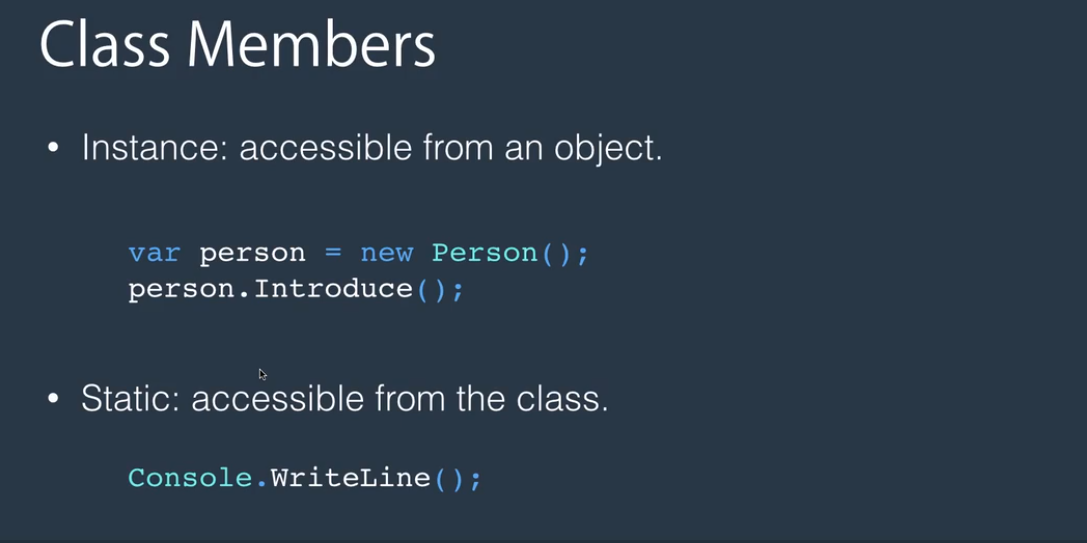 Class Members
• Instance: accessible from an object.
var person = new Person();
person.Introduce();
• Static: accessible from the class.
Console.WriteLine();